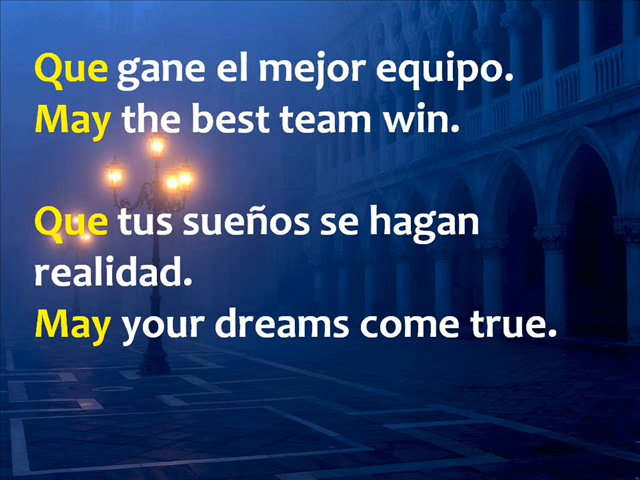 Que gane el mejor equipo.
May the best team win.
Que tus sueños se hagan
realidad.
May your dreams come true.